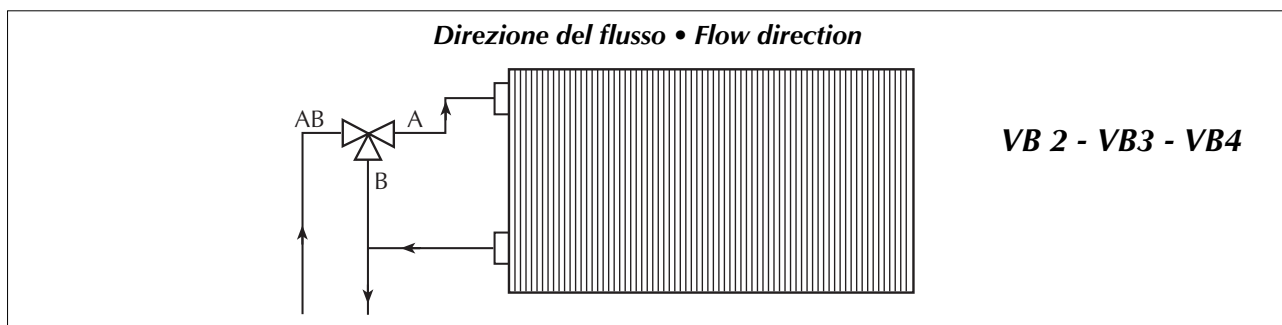 Direzione del flusso • Flow direction
AB
A
B
VB 2 - VB3 - VB4